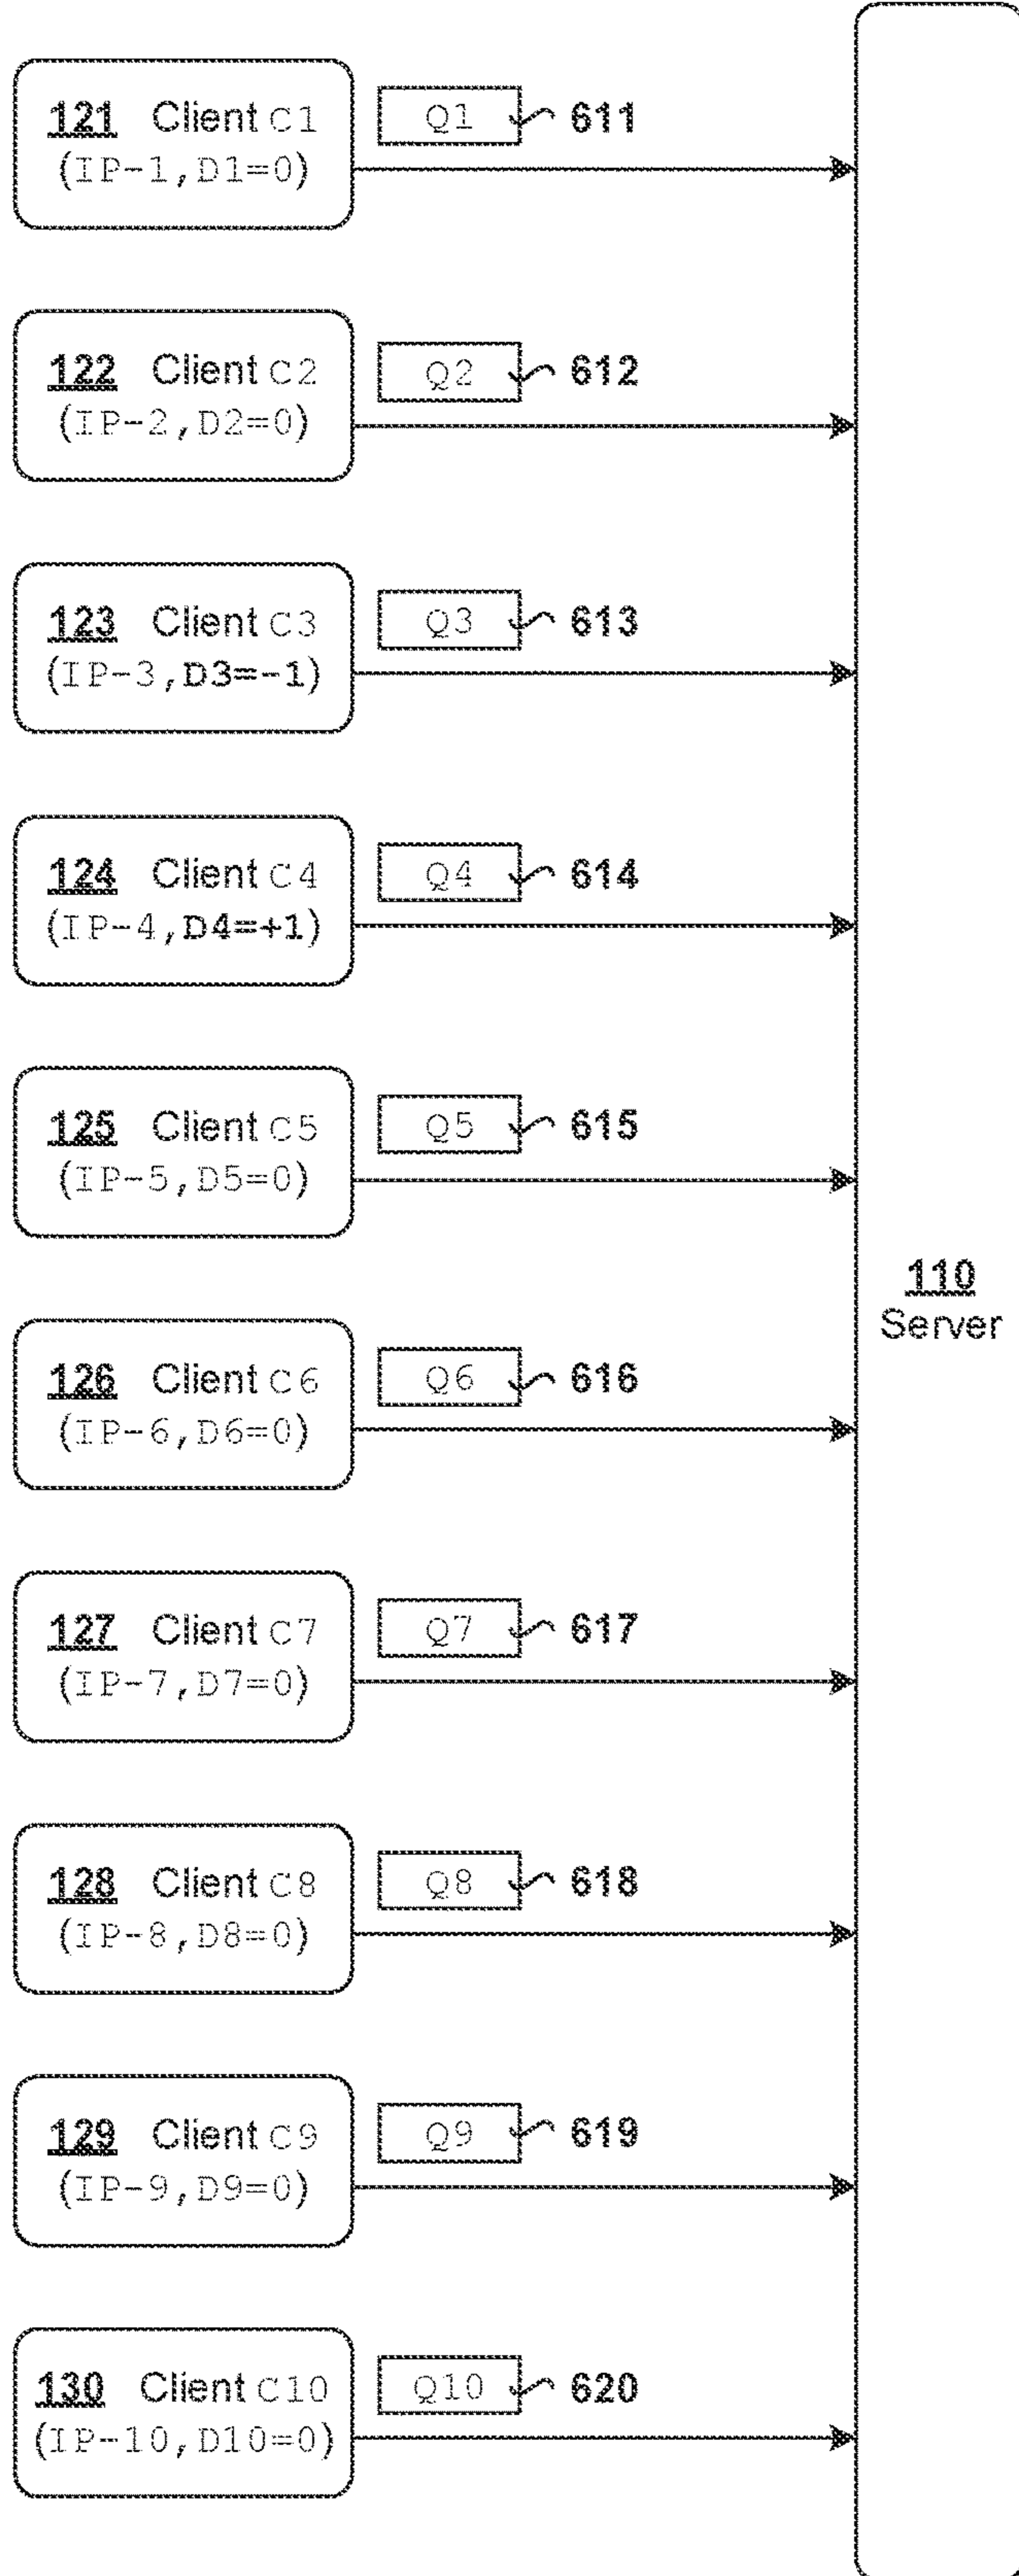 121 Client C1
(IP-1,D1=0)
Q1
611
122 Client C2
(IP-2,D2=0)
Q2
612
123 Client C3
(IP-3,D3=-1)
Q3
613
124 Client C4
(IP-4,D4=+1)
Q4
614
125 Client C5
(IP-5,D5=0)
Q5
615
110
Server
126 Client C6
(IP-6,D6=0)
Q6
616
127 Client C7
(IP-7,D7=0)
Q7
617
128 Client C8
(IP-8,D8=0)
Q8
618
129 Client C9
(IP-9,D9=0)
Q9
619
130 Client C10
(IP-10,D10=0)
Q10
620